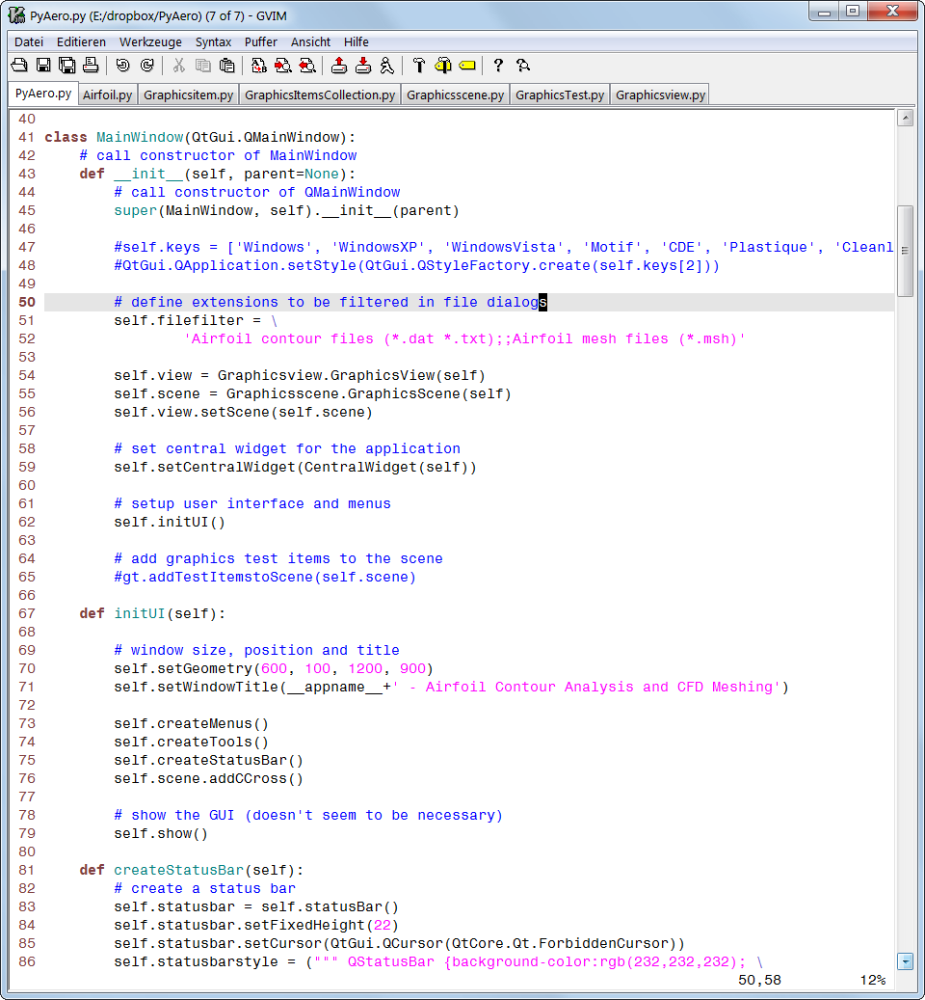 PyAero.py (E:/dropbox/PyAero) (7 of 7) - GVIM
Datei Editieren Werkzeuge Syntax Puffer Ansicht Hilfe
PyAero.py Airfoil.py Graphicsitem.py GraphicsItemsCollection.py Graphicsscene.py GraphicsTest.py Graphicsview.py
40
41 class MainWindow(QtGui.QMainWindow):
42     # call constructor of MainWindow
43     def __init__(self, parent=None):
44         # call constructor of QMainWindow
45         super(MainWindow, self).__init__(parent)
46
47         #self.keys = ['Windows', 'WindowsXP', 'WindowsVista', 'Motif', 'CDE', 'Plastique', 'Cleanl
48         #QtGui.QApplication.setStyle(QtGui.QStyleFactory.create(self.keys[2]))
49
50         # define extensions to be filtered in file dialogs
51         self.filefilter = \
52                 'Airfoil contour files (*.dat *.txt);;Airfoil mesh files (*.msh)'
53
54         self.view = Graphicsview.GraphicsView(self)
55         self.scene = Graphicsscene.GraphicsScene(self)
56         self.view.setScene(self.scene)
57
58         # set central widget for the application
59         self.setCentralWidget(CentralWidget(self))
60
61         # setup user interface and menus
62         self.initUI()
63
64         # add graphics test items to the scene
65         #gt.addTestItemstoScene(self.scene)
66
67     def initUI(self):
68
69         # window size, position and title
70         self.setGeometry(600, 100, 1200, 900)
71         self.setWindowTitle(__appname__+' - Airfoil Contour Analysis and CFD Meshing')
72
73         self.createMenus()
74         self.createTools()
75         self.createStatusBar()
76         self.scene.addCCross()
77
78         # show the GUI (doesn't seem to be necessary)
79         self.show()
80
81     def createStatusBar(self):
82         # create a status bar
83         self.statusbar = self.statusBar()
84         self.statusbar.setFixedHeight(22)
85         self.statusbar.setCursor(QtGui.QCursor(QtCore.Qt.ForbiddenCursor))
86         self.statusbarstyle = (""" QStatusBar {background-color:rgb(232,232,232); \
50,58 12%